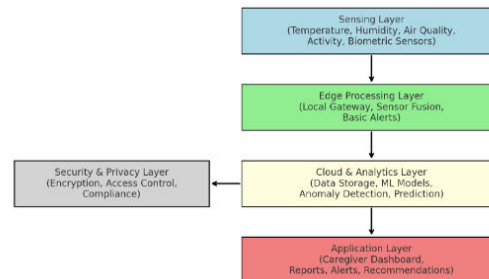 Sensing Layer
(Temperature, Humidity, Air Quality,
Activity, Biometric Sensors)
Edge Processing Layer
(Local Gateway, Sensor Fusion,
Basic Alerts)
Security & Privacy Layer
(Encryption, Access Control,
Compliance)
Cloud & Analytics Layer
(Data Storage, ML Models,
Anomaly Detection, Prediction)
Application Layer
(Caregiver Dashboard,
Reports, Alerts, Recommendations)